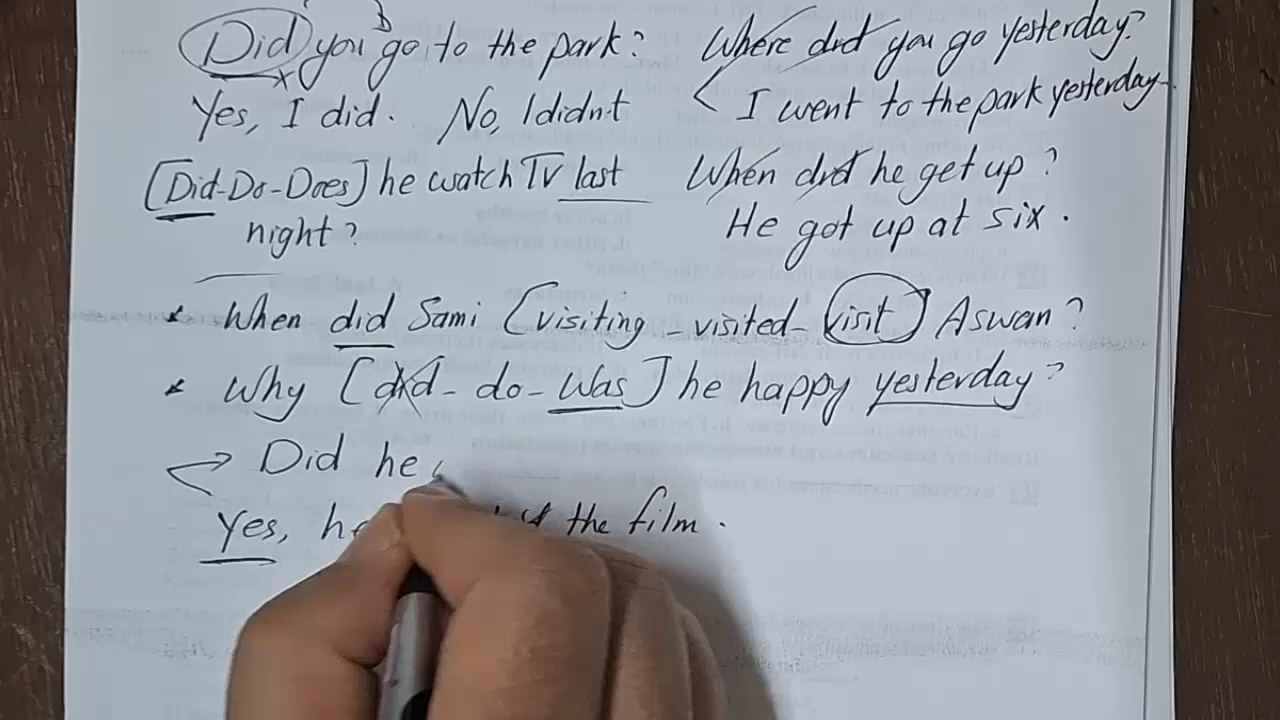 Did you go to the park?
Yes, I did. No, I didn't
[Did-Do-Does] he watch TV last
night?
Where did you go yesterday?
I went to the park yesterday.
When did he get up?
He got up at six.
* When did Sami [visiting - visited - visit] Aswan?
* Why [did - do - was] he happy yesterday?
Did he
Yes, he the film.